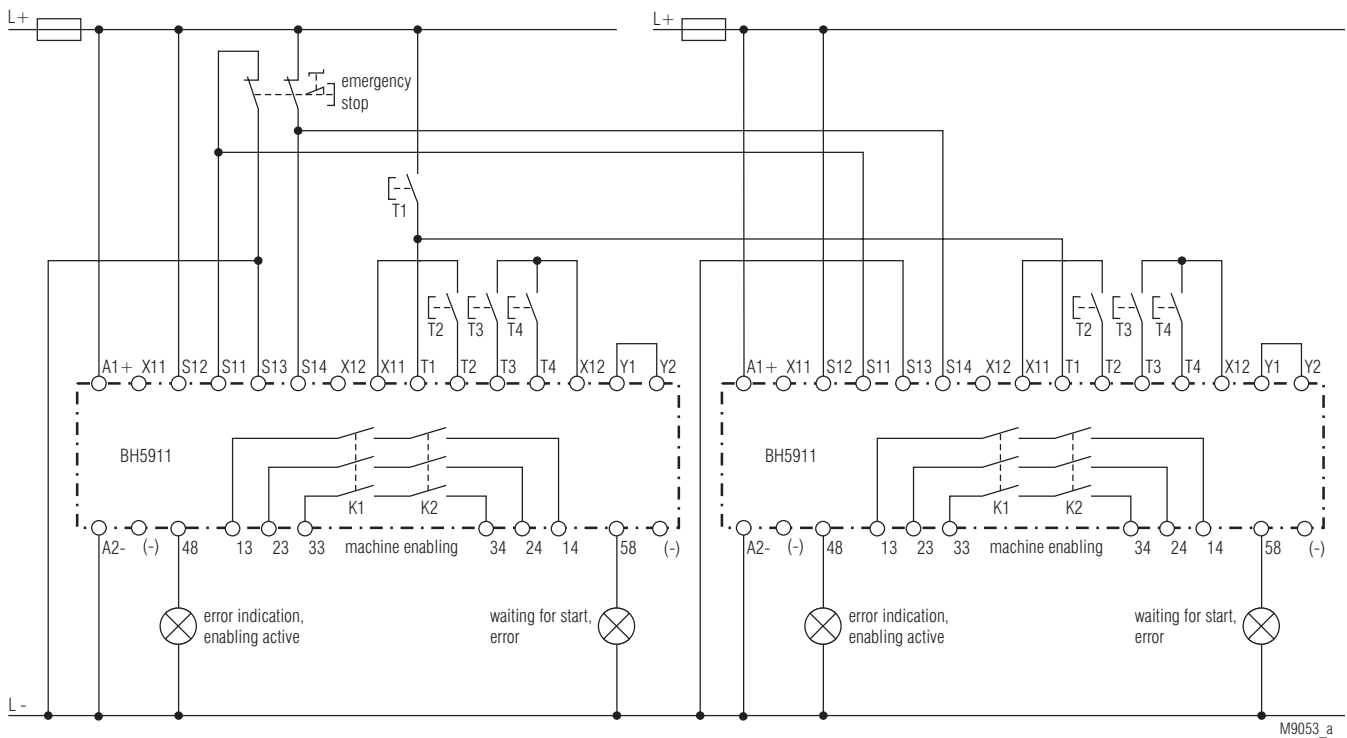 L+
L+
emergency
stop
T1
T2
T3
T4
T2
T3
T4
A1+ X11 S12 S11 S13 S14 X12 X11 T1 T2 T3 T4 X12 Y1 Y2
A1+ X11 S12 S11 S13 S14 X12 X11 T1 T2 T3 T4 X12 Y1 Y2
BH5911
K1
K2
BH5911
K1
K2
A2- (-) 48 13 23 33 machine enabling 34 24 14 58 (-)
A2- (-) 48 13 23 33 machine enabling 34 24 14 58 (-)
error indication,
enabling active
waiting for start,
error
error indication,
enabling active
waiting for start,
error
L -
M9053_a